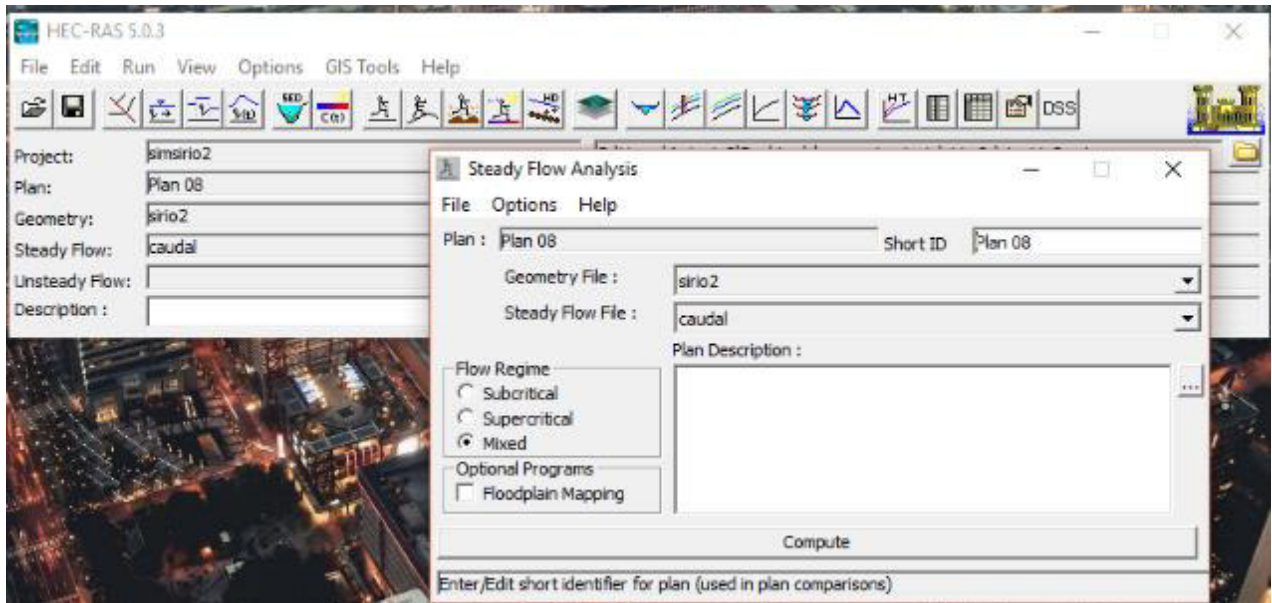 HEC-RAS 5.0.3
File Edit Run View Options GIS Tools Help
SED
C(t)
HD
HT
DSS
Project: simsirio2
Plan: Plan 08
Geometry: sirio2
Steady Flow: caudal
Unsteady Flow:
Description :
Steady Flow Analysis
File Options Help
Plan : Plan 08 Short ID Plan 08
Geometry File : sirio2
Steady Flow File : caudal
Plan Description :
Flow Regime
Subcritical
Supercritical
Mixed
...
Optional Programs
Floodplain Mapping
Compute
Enter/Edit short identifier for plan (used in plan comparisons)